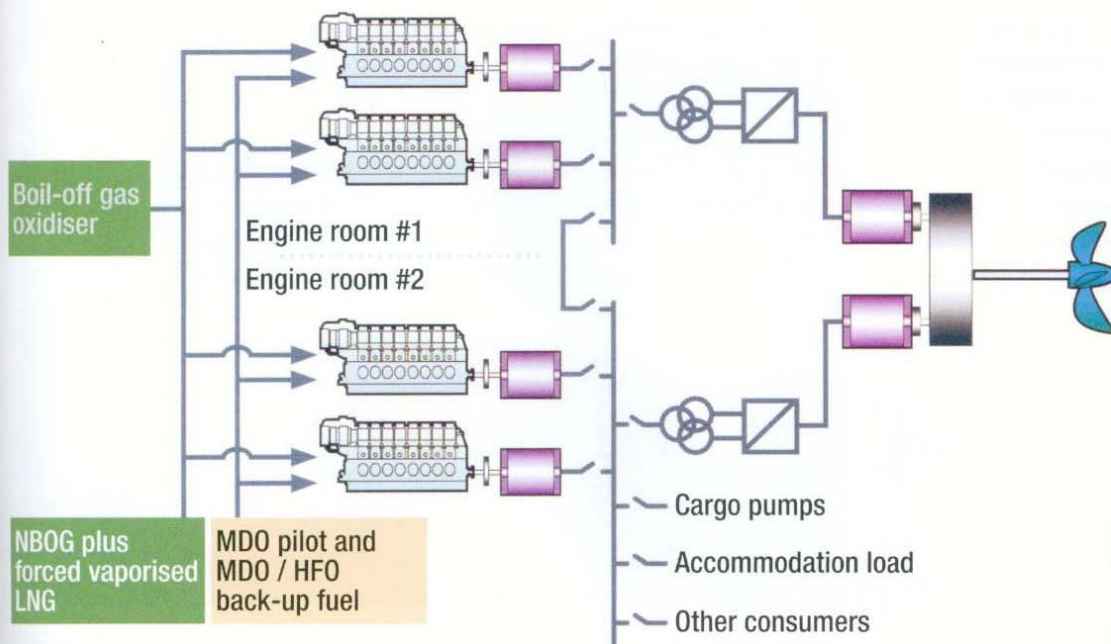 Boil-off gas
oxidiser
Engine room #1
Engine room #2
NBOG plus
forced vaporised
LNG
MDO pilot and
MDO / HFO
back-up fuel
Cargo pumps
Accommodation load
Other consumers